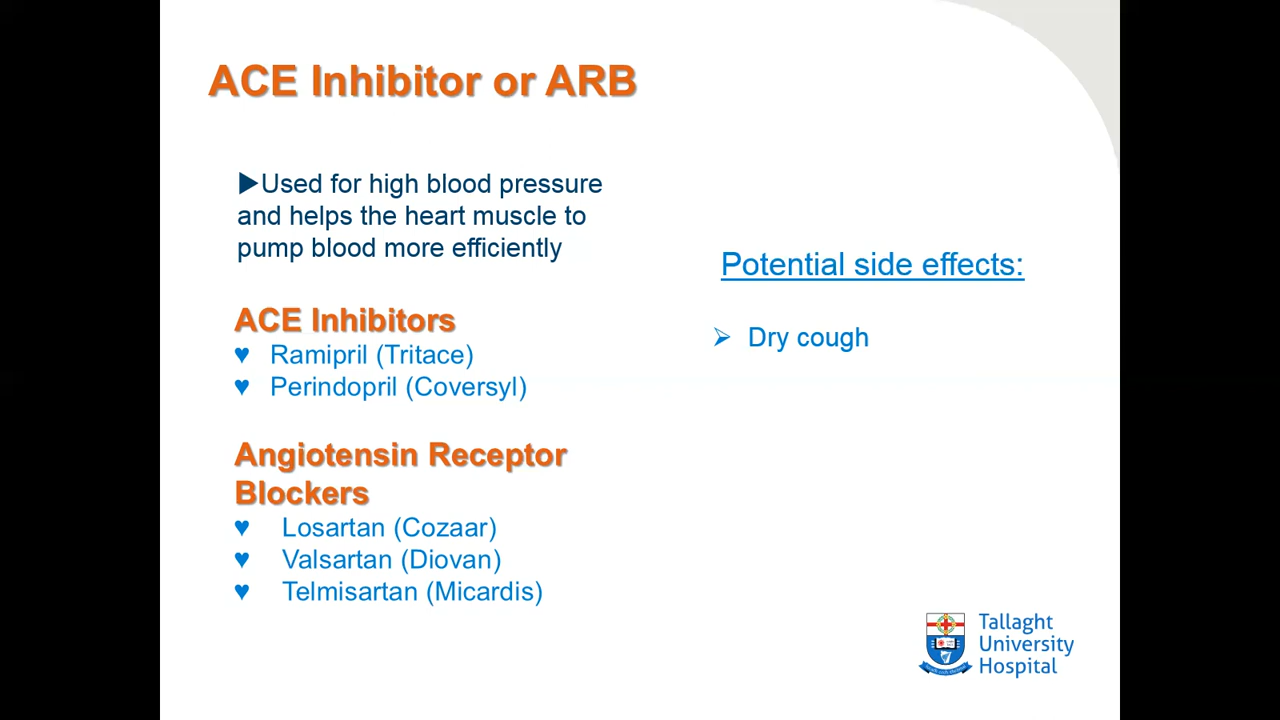 ACE Inhibitor or ARB
▶Used for high blood pressure
and helps the heart muscle to
pump blood more efficiently
ACE Inhibitors
♥ Ramipril (Tritace)
♥ Perindopril (Coversyl)
Angiotensin Receptor
Blockers
♥ Losartan (Cozaar)
♥ Valsartan (Diovan)
♥ Telmisartan (Micardis)
Potential side effects:
➢ Dry cough
Tallaght
University
Hospital